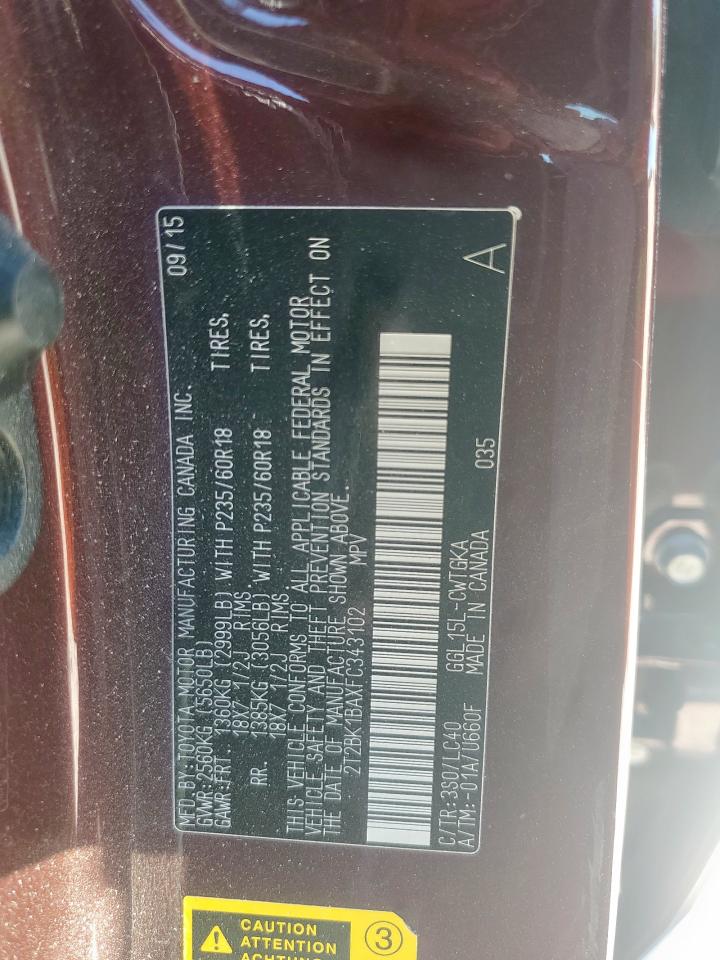 MFD.BY:TOYOTA MOTOR MANUFACTURING CANADA INC. 09/15
GVWR:2560KG (5650LB)
GAWR:FRT. 1360KG (2999LB) WITH P235/60R18 TIRES,
18X7 1/2J RIMS.
RR. 1385KG (3056LB) WITH P235/60R18 TIRES,
18X7 1/2J RIMS.
THIS VEHICLE CONFORMS TO ALL APPLICABLE FEDERAL MOTOR
VEHICLE SAFETY AND THEFT PREVENTION STANDARDS IN EFFECT ON
THE DATE OF MANUFACTURE SHOWN ABOVE.
2T2BK1BAXFC343102 MPV
C/TR:3S0/LC40 GGL15L-CWTGKA 035 A
A/TM:-01A/U660F MADE IN CANADA
CAUTION
ATTENTION
ACHTUNG
3